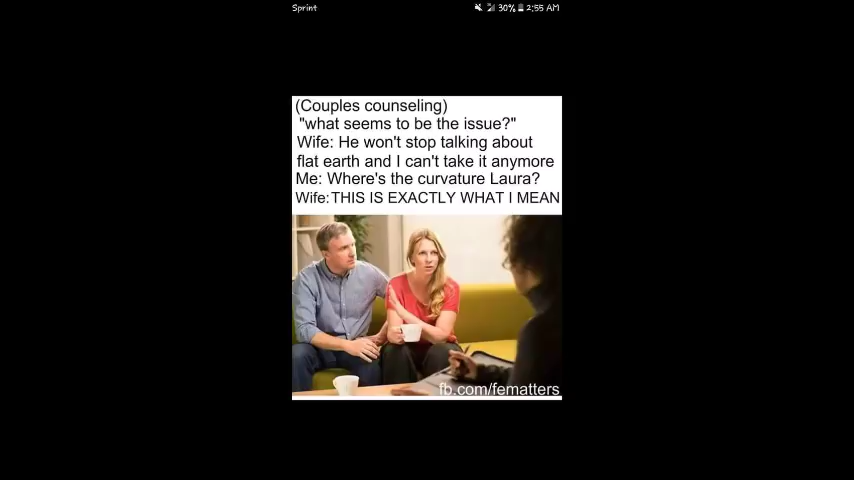 Sprint
30% 2:55 AM
(Couples counseling)
"what seems to be the issue?"
Wife: He won't stop talking about
flat earth and I can't take it anymore
Me: Where's the curvature Laura?
Wife:THIS IS EXACTLY WHAT I MEAN
fb.com/fematters